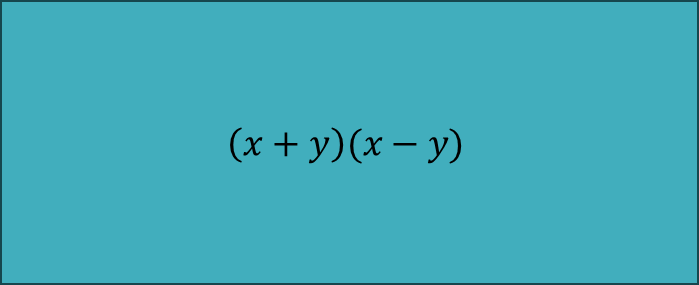 (𝑥 + 𝑦)(𝑥 − 𝑦)